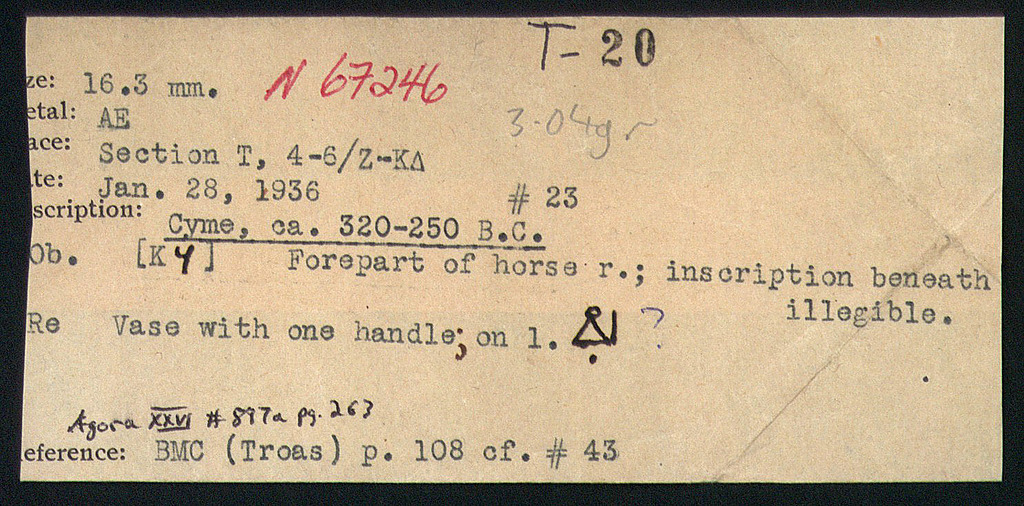 T- 20
ze: 16.3 mm. N 67246
etal: AE 3.04gr
ace: Section T, 4-6/Z-KΔ
te: Jan. 28, 1936 # 23
scription: Cyme, ca. 320-250 B.C.
Ob. [K Y] Forepart of horse r.; inscription beneath
illegible.
Re Vase with one handle; on l. ?
Agora XXVI # 897a pg. 263
eference: BMC (Troas) p. 108 cf. # 43